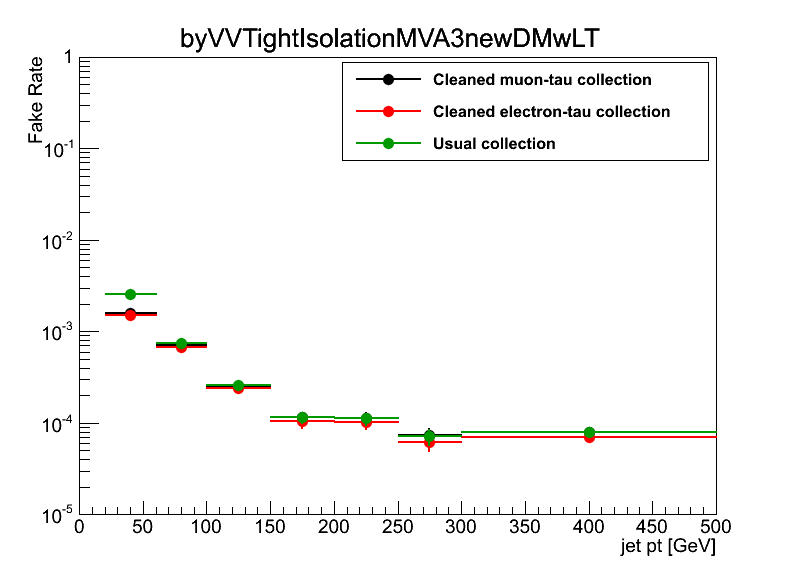 byVVTightIsolationMVA3newDMwLT
Fake Rate
Cleaned muon-tau collection
Cleaned electron-tau collection
Usual collection
1
10^-1
10^-2
10^-3
10^-4
10^-5
0 50 100 150 200 250 300 350 400 450 500
jet pt [GeV]